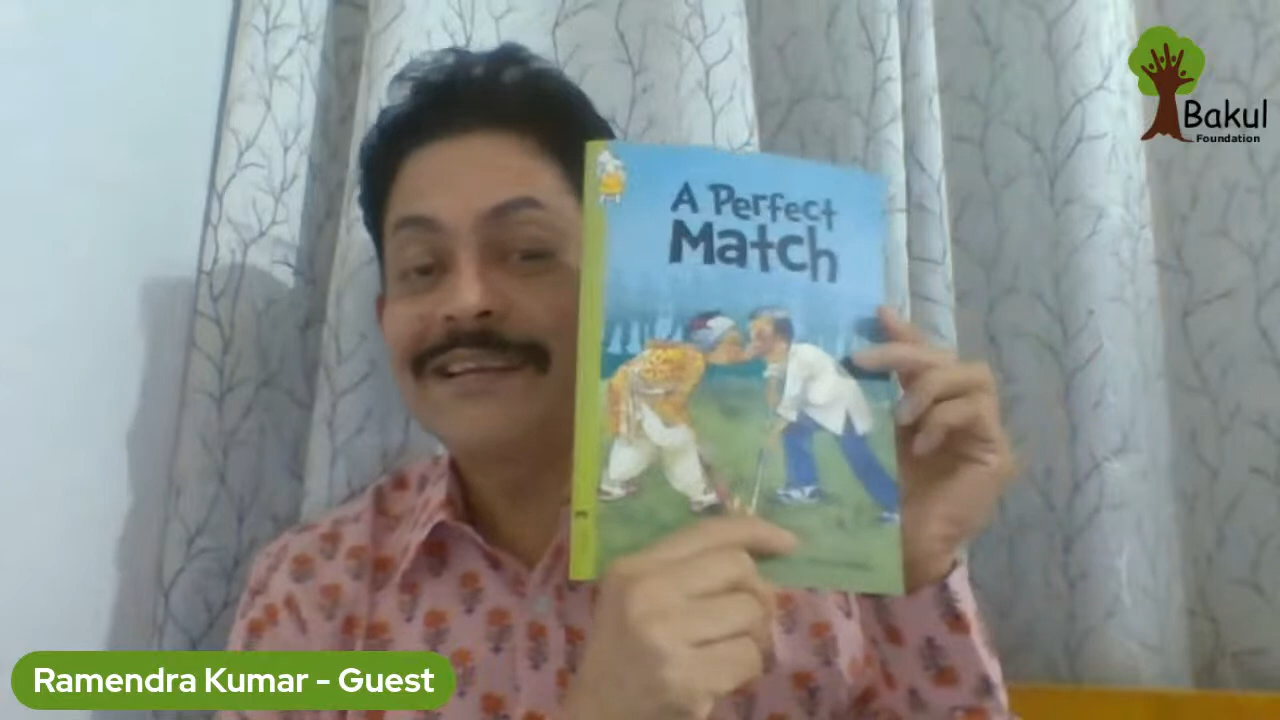 A Perfect
Match
Bakul
Foundation
Ramendra Kumar - Guest